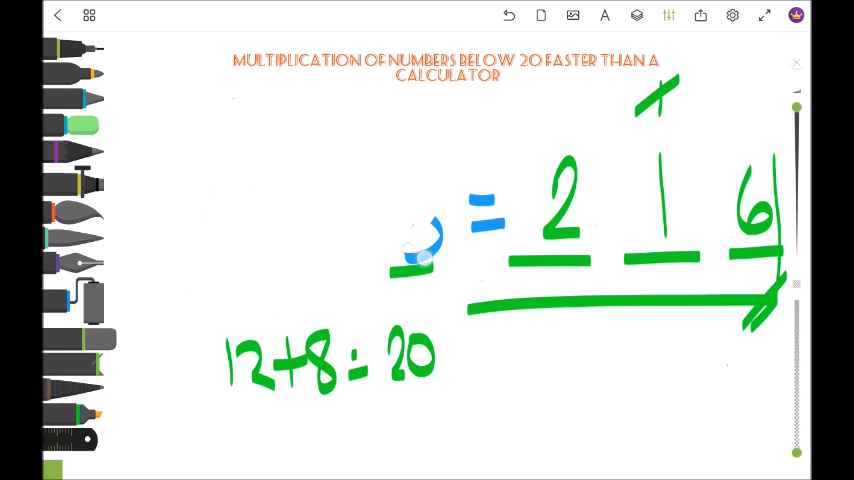 MULTIPLICATION OF NUMBERS BELOW 20 FASTER THAN A
CALCULATOR
= 2 1 6
12+8=20